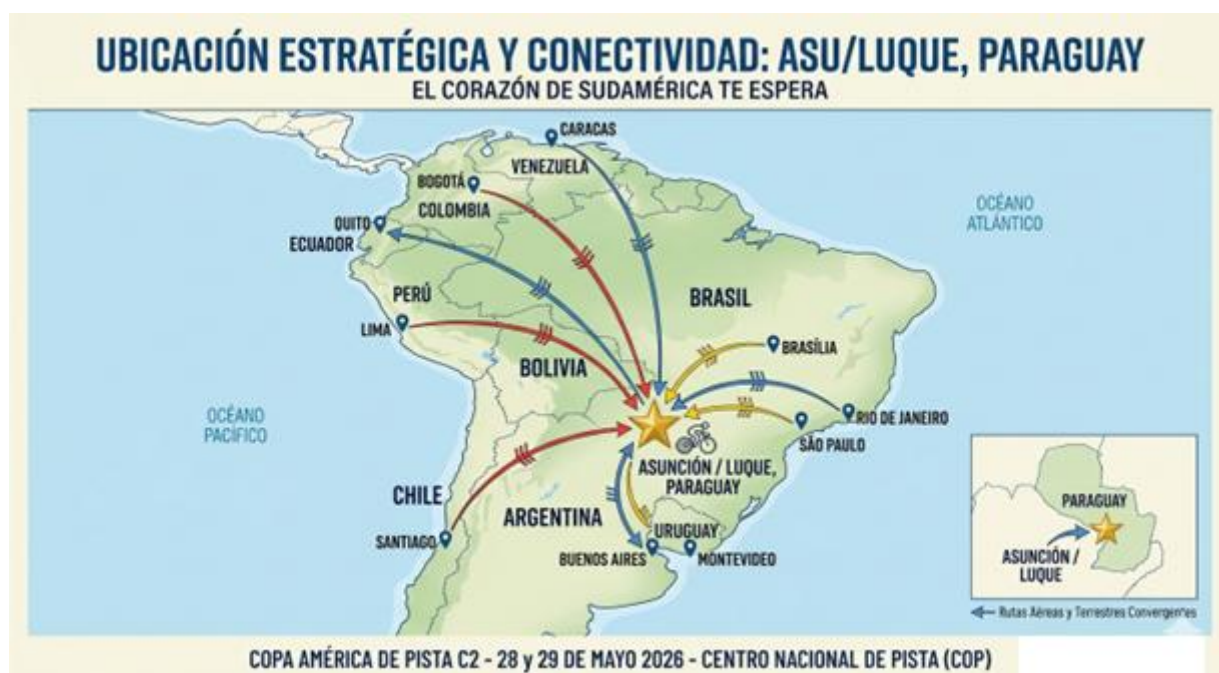 UBICACIÓN ESTRATÉGICA Y CONECTIVIDAD: ASU/LUQUE, PARAGUAY
EL CORAZÓN DE SUDAMÉRICA TE ESPERA
CARACAS
VENEZUELA
BOGOTÁ
COLOMBIA
QUITO
ECUADOR
OCÉANO
ATLÁNTICO
PERÚ
LIMA
BRASIL
BRASÍLIA
BOLIVIA
OCÉANO
PACÍFICO
RIO DE JANEIRO
SÃO PAULO
ASUNCIÓN / LUQUE,
PARAGUAY
CHILE
ARGENTINA
SANTIAGO
URUGUAY
BUENOS AIRES
MONTEVIDEO
PARAGUAY
ASUNCIÓN /
LUQUE
Rutas Aéreas y Terrestres Convergentes
COPA AMÉRICA DE PISTA C2 - 28 y 29 DE MAYO 2026 - CENTRO NACIONAL DE PISTA (COP)